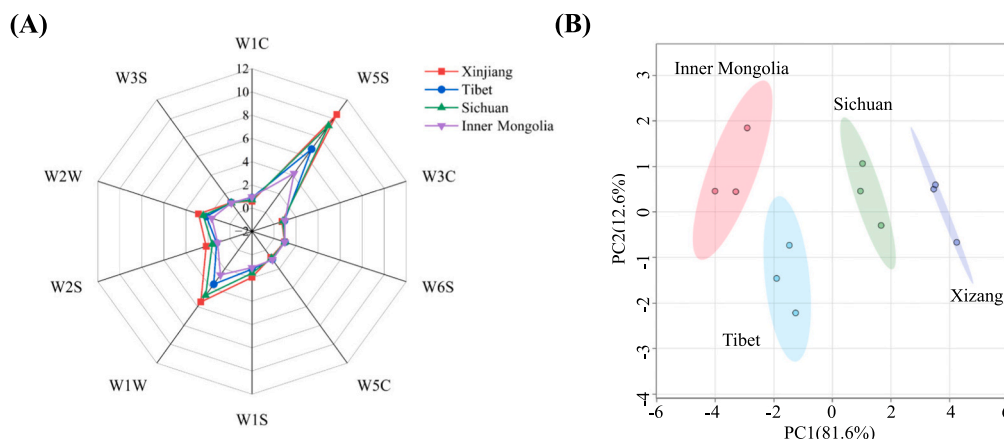 (A)
W1C
W5S
W3C
W6S
W5C
W1S
W1W
W2S
W2W
W3S
12
10
8
6
4
2
0
-2
Xinjiang
Tibet
Sichuan
Inner Mongolia
(B)
Inner Mongolia
Sichuan
Tibet
Xizang
PC2(12.6%)
3
2
1
0
-1
-2
-3
-4
-6
-4
-2
0
2
4
6
PC1(81.6%)